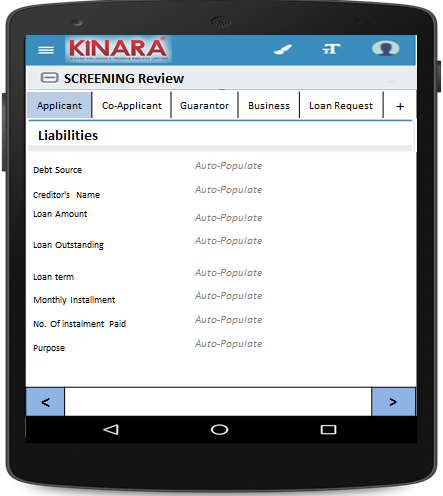 KINARA
SCREENING Review
Applicant Co-Applicant Guarantor Business Loan Request +
Liabilities
Debt Source Auto-Populate
Creditor's Name Auto-Populate
Loan Amount Auto-Populate
Loan Outstanding Auto-Populate
Loan term Auto-Populate
Monthly Installment Auto-Populate
No. Of instalment Paid Auto-Populate
Purpose Auto-Populate
< >